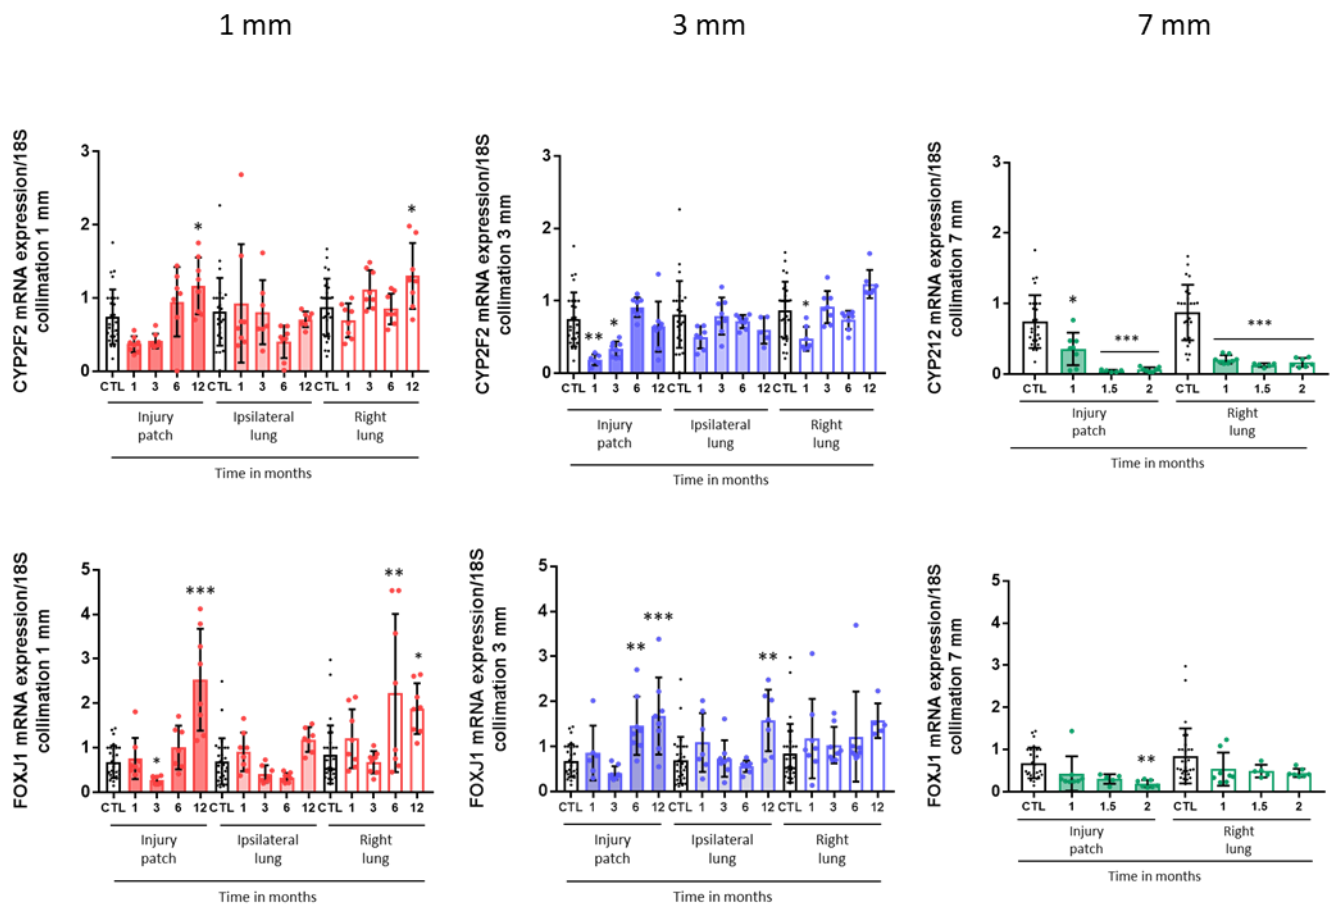 1 mm
3 mm
7 mm
CYP2F2 mRNA expression/18S
collimation 1 mm
3
2
1
0
*
*
CTL 1 3 6 12 CTL 1 3 6 12 CTL 1 3 6 12
Injury
patch
Ipsilateral
lung
Right
lung
Time in months
CYP2F2 mRNA expression/18S
collimation 3 mm
3
2
1
0
**
*
*
CTL 1 3 6 12 CTL 1 3 6 12 CTL 1 3 6 12
Injury
patch
Ipsilateral
lung
Right
lung
Time in months
CYP212 mRNA expression/18S
collimation 7 mm
3
2
1
0
*
***
***
CTL 1 1.5 2 CTL 1 1.5 2
Injury
patch
Right
lung
Time in months
FOXJ1 mRNA expression/18S
collimation 1 mm
5
4
3
2
1
0
*
***
**
*
CTL 1 3 6 12 CTL 1 3 6 12 CTL 1 3 6 12
Injury
patch
Ipsilateral
lung
Right
lung
Time in months
FOXJ1 mRNA expression/18S
collimation 3 mm
5
4
3
2
1
0
**
***
**
CTL 1 3 6 12 CTL 1 3 6 12 CTL 1 3 6 12
Injury
patch
Ipsilateral
lung
Right
lung
Time in months
FOXJ1 mRNA expression/18S
collimation 7 mm
5
4
3
2
1
0
**
CTL 1 1.5 2 CTL 1 1.5 2
Injury
patch
Right
lung
Time in months